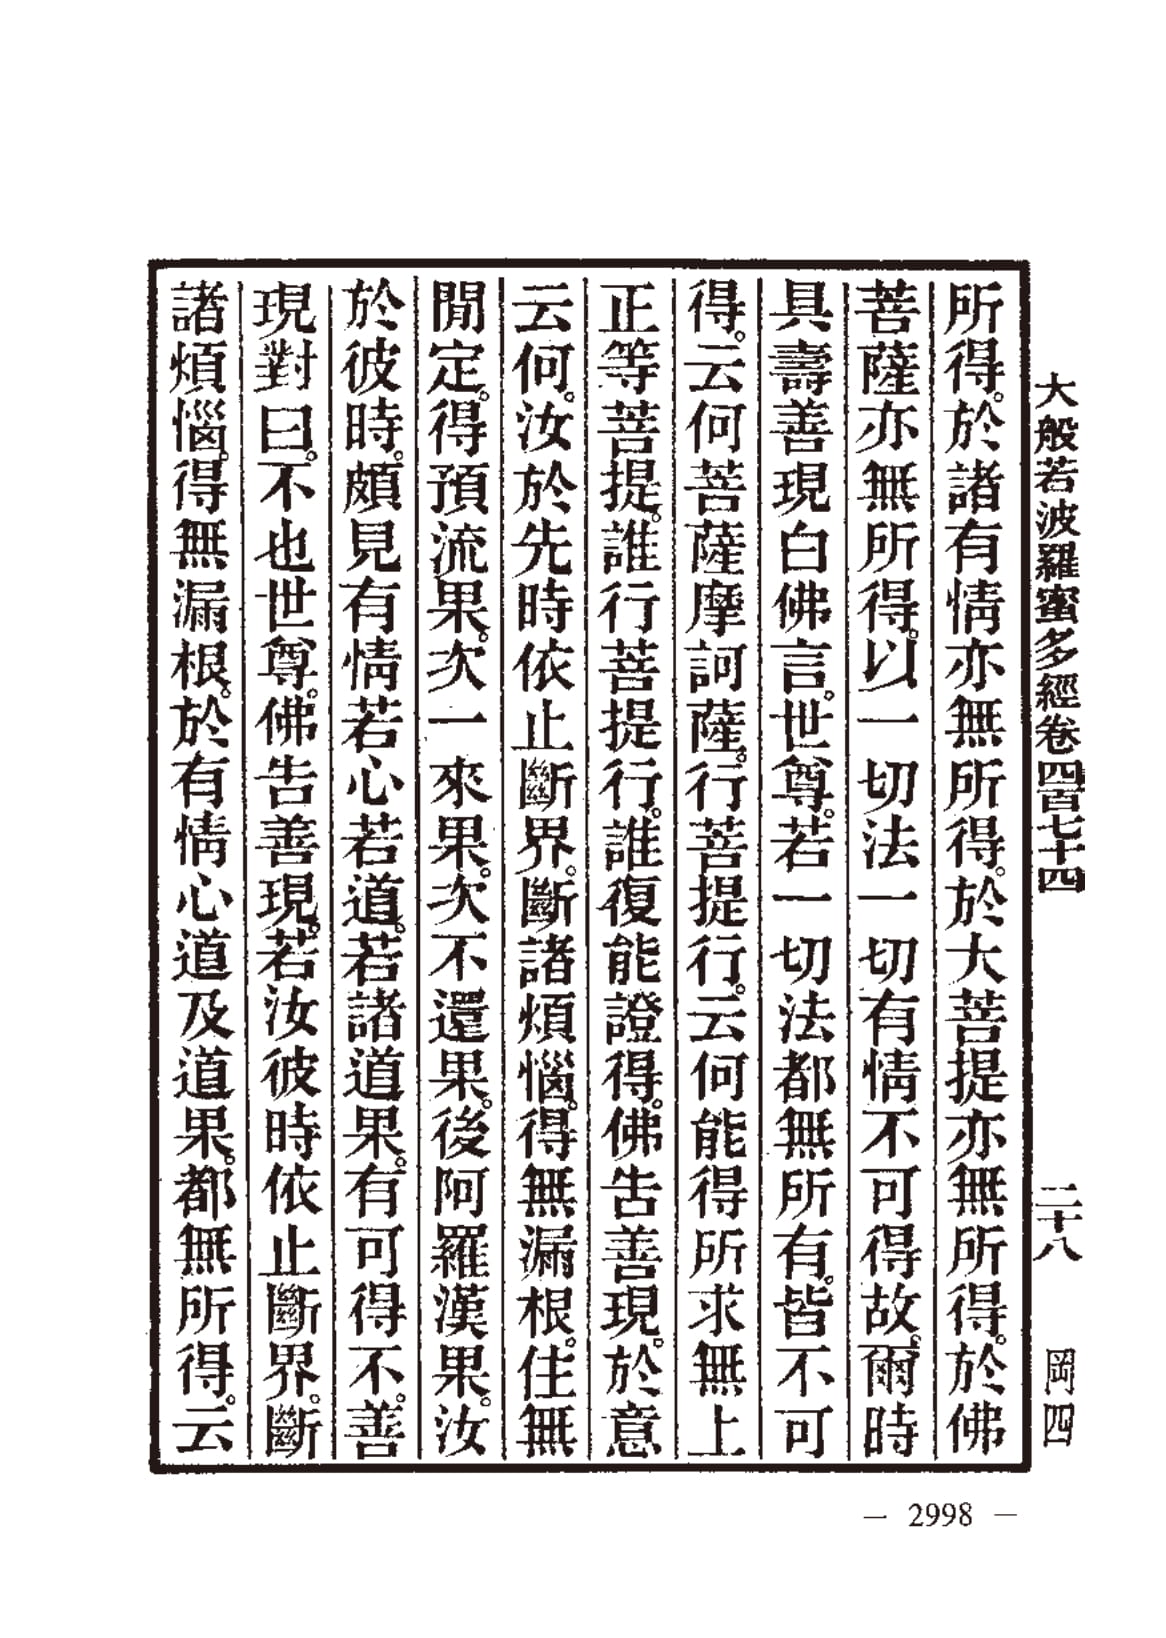 大般若波羅蜜多經卷四百七十四 二十八 岡四
所得。於諸有情亦無所得。於大菩提亦無所得。於佛
菩薩亦無所得。以一切法一切有情不可得故。爾時
具壽善現白佛言。世尊。若一切法都無所有。皆不可
得。云何菩薩摩訶薩。行菩提行。云何能得所求無上
正等菩提。誰行菩提行。誰復能證得。佛告善現。於意
云何。汝於先時依止斷界。斷諸煩惱。得無漏根。住無
閒定。得預流果。次一來果。次不還果。後阿羅漢果。汝
於彼時。頗見有情若心若道。若諸道果。有可得不。善
現對曰。不也世尊。佛告善現。若汝彼時依止斷界。斷
諸煩惱。得無漏根。於有情心道及道果。都無所得。云
— 2998 —